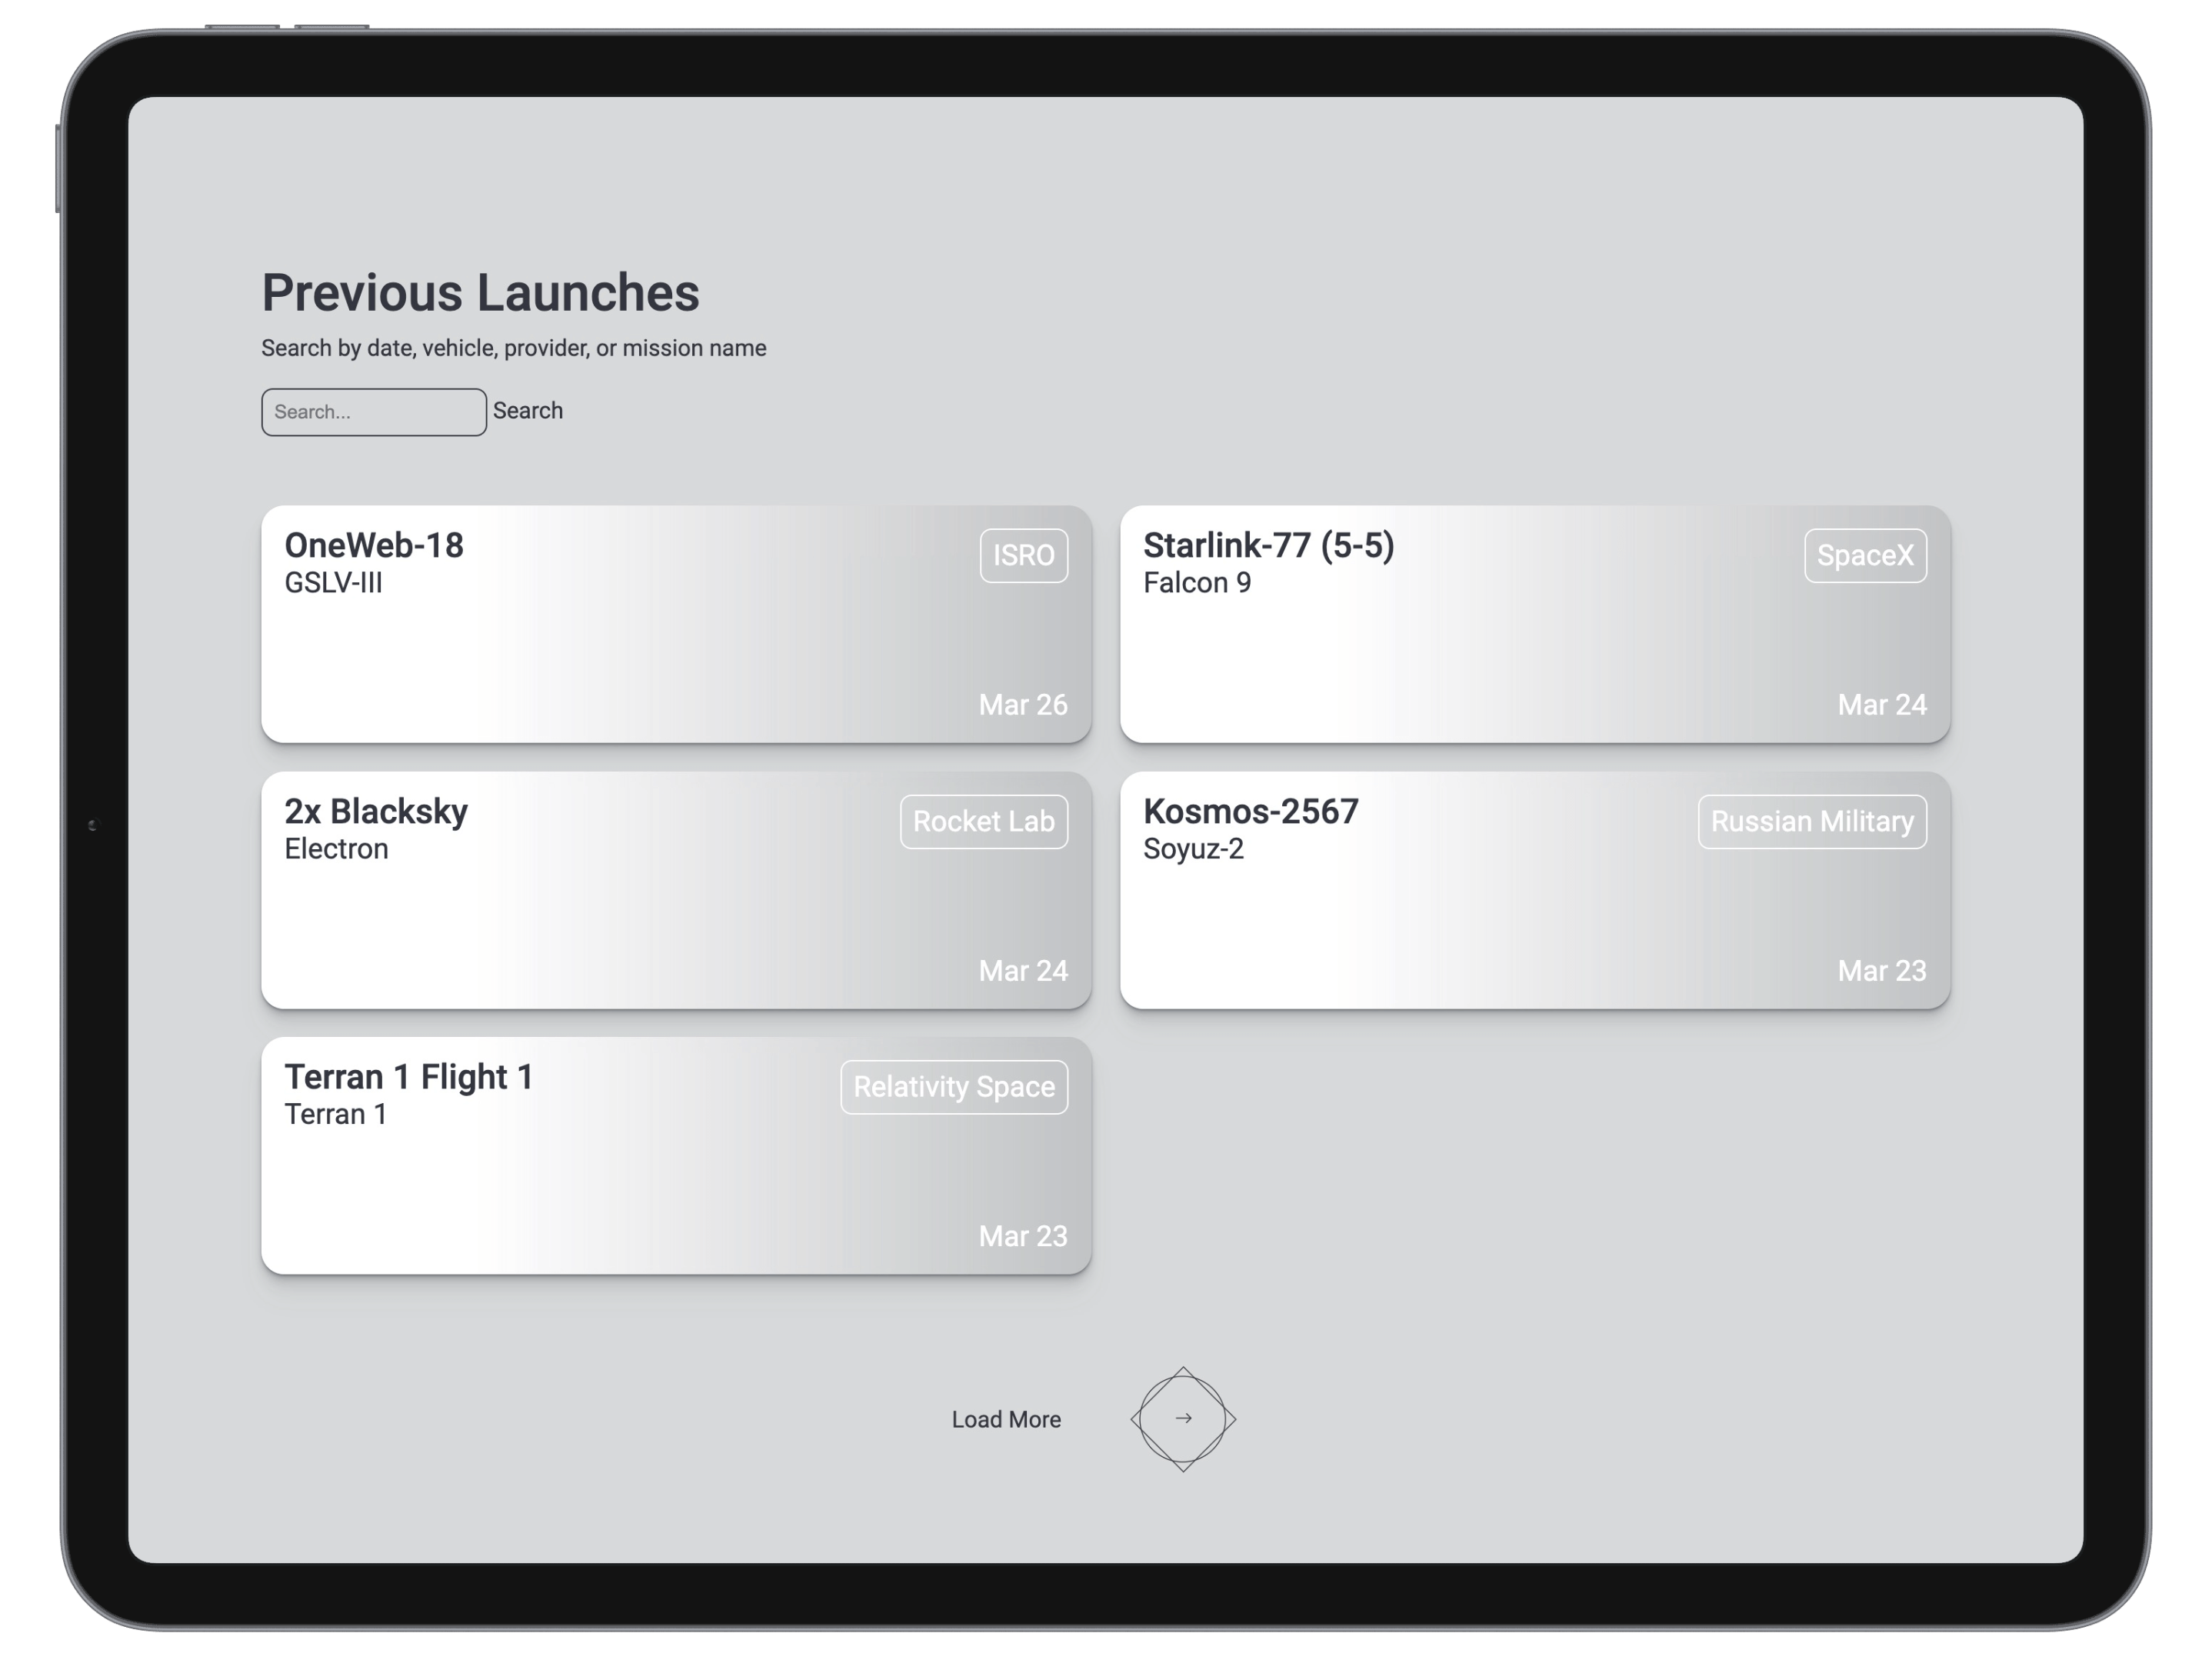 Previous Launches
Search by date, vehicle, provider, or mission name
Search... Search
OneWeb-18
GSLV-III
ISRO
Mar 26
Starlink-77 (5-5)
Falcon 9
SpaceX
Mar 24
2x Blacksky
Electron
Rocket Lab
Mar 24
Kosmos-2567
Soyuz-2
Russian Military
Mar 23
Terran 1 Flight 1
Terran 1
Relativity Space
Mar 23
Load More →